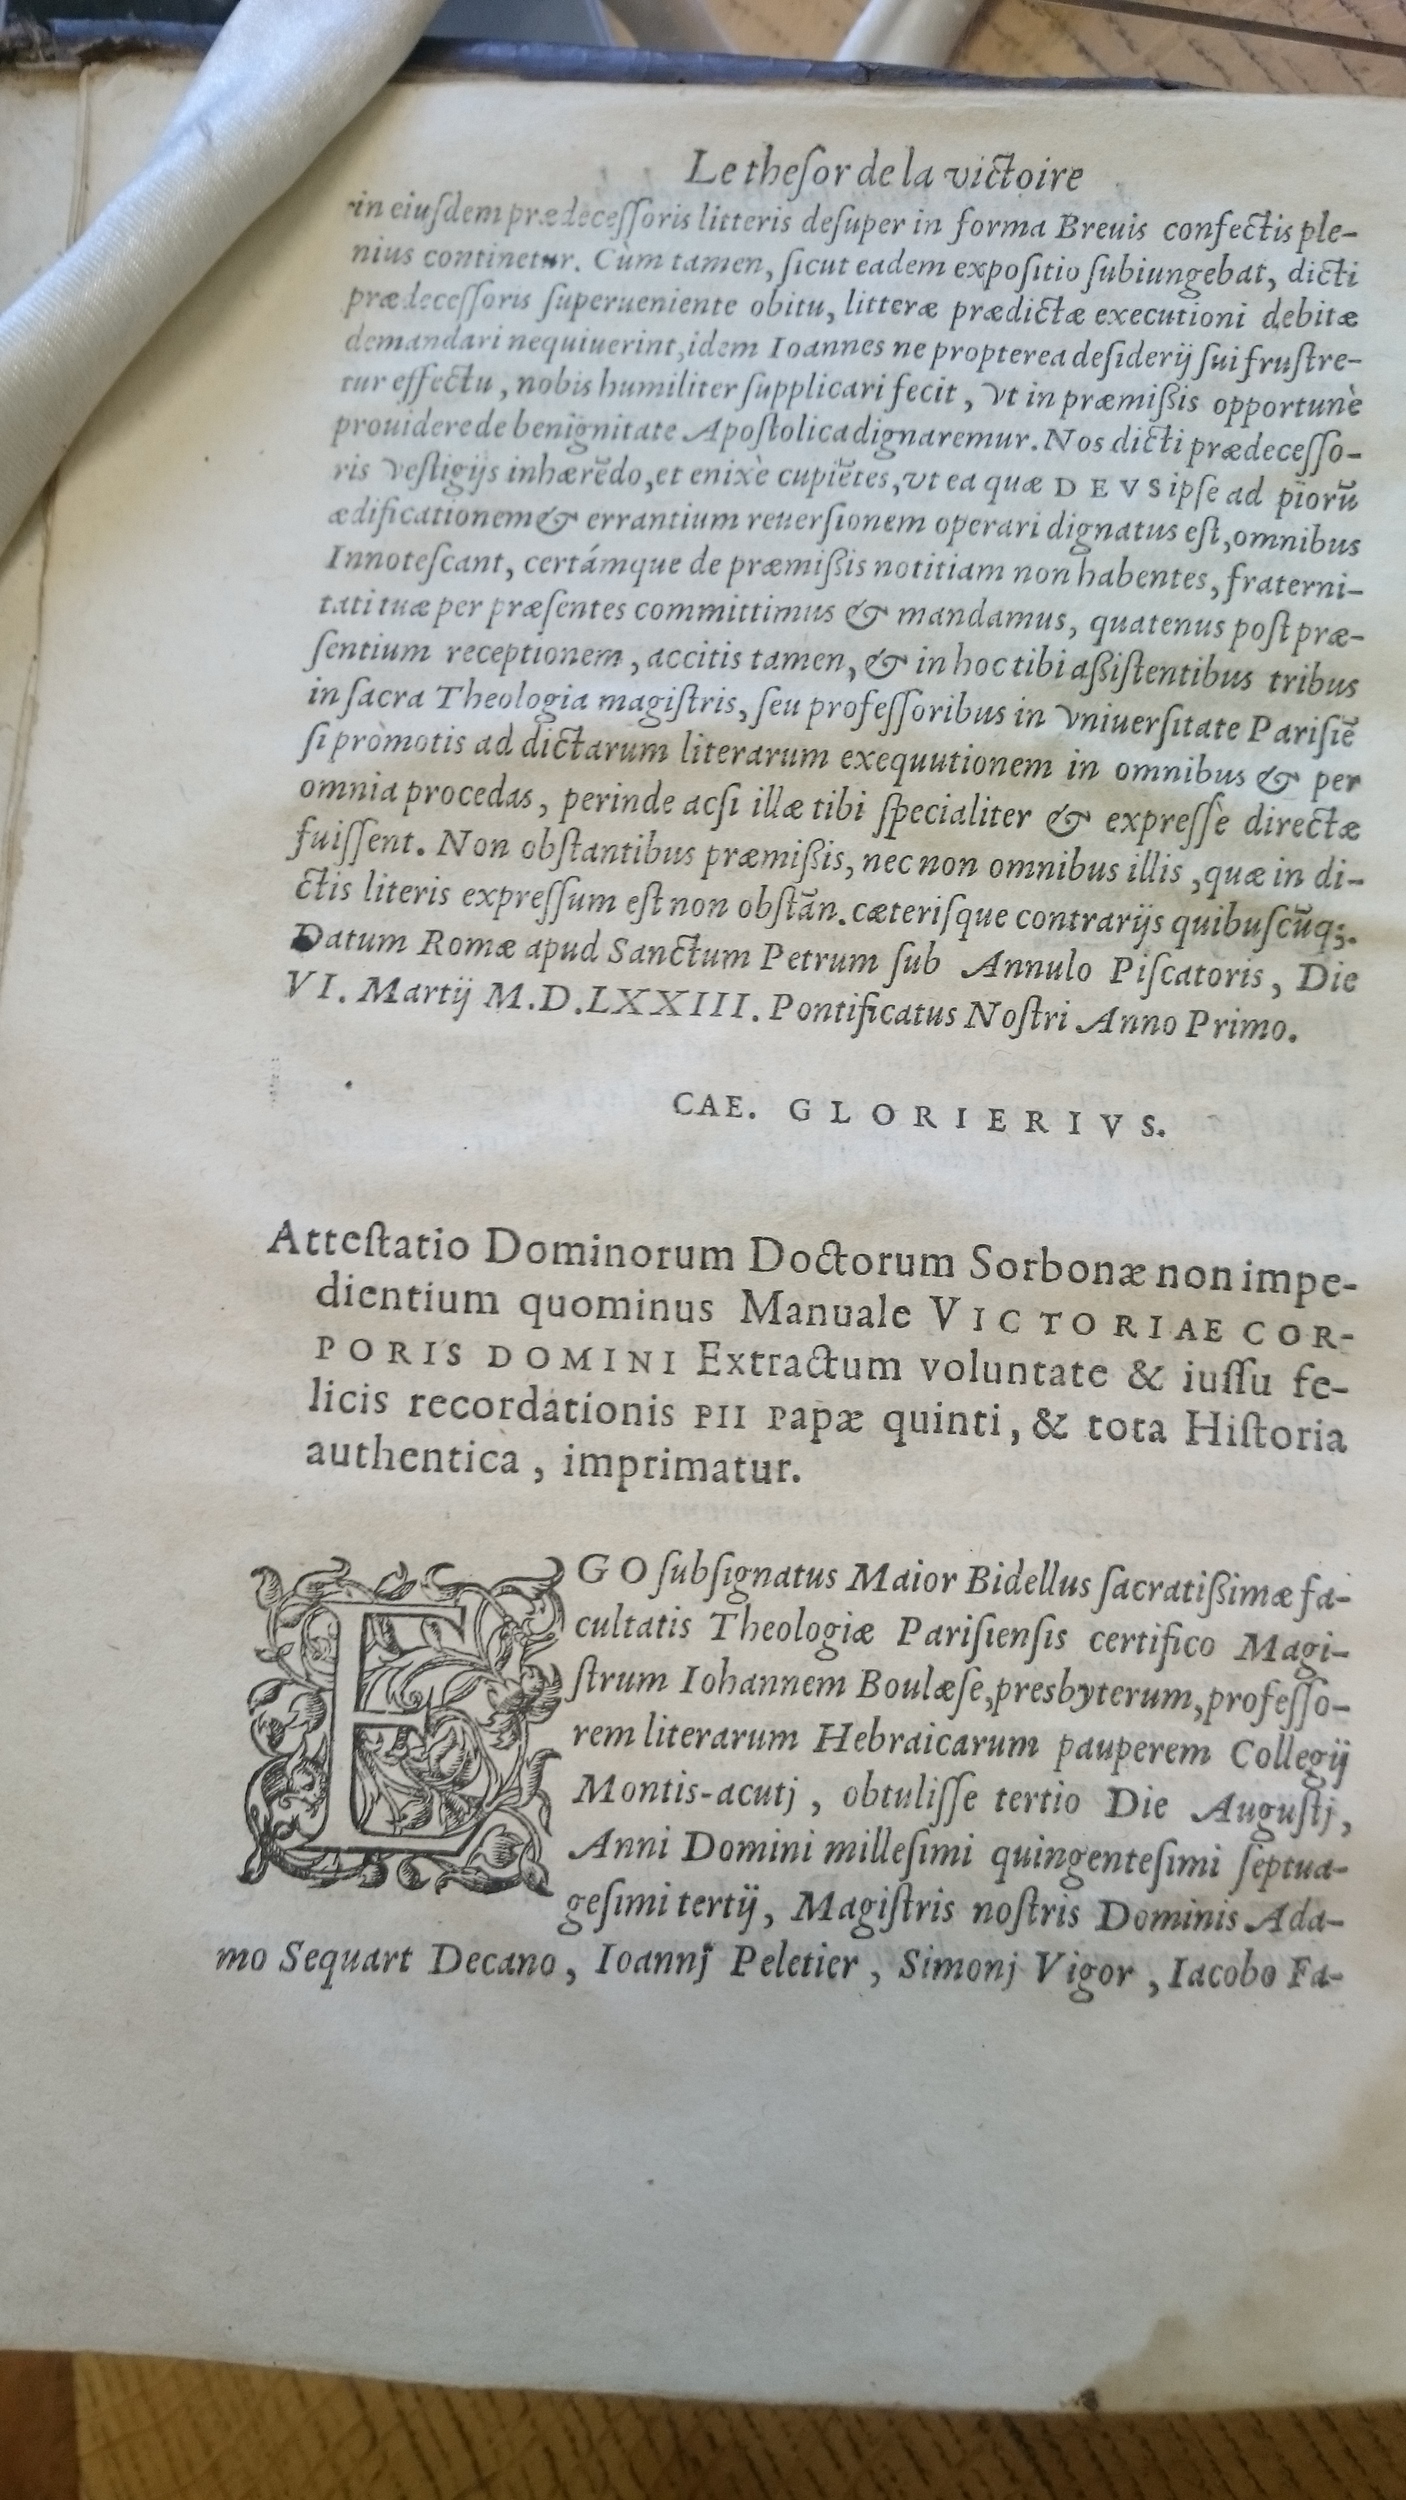 Le theſor de la victoire
in eiuſdem prædeceſſoris litteris deſuper in forma Breuis confectis ple-
nius continetur. Cùm tamen, ſicut eadem expoſitio ſubiungebat, dicti
prædeceſſoris ſuperueniente obitu, litteræ prædictæ executioni debitæ
demandari nequiuerint, idem Ioannes ne propterea deſiderij ſui fruſtre-
tur effectu, nobis humiliter ſupplicari fecit, vt in præmißis opportunè
prouidere de benignitate Apoſtolica dignaremur. Nos dicti prædeceſſo-
ris veſtigijs inhærēdo, et enixè cupiētes, vt ea quæ DEVS ipſe ad piorū
ædificationem & errantium reuerſionem operari dignatus eſt, omnibus
Innoteſcant, certámque de præmißis notitiam non habentes, fraterni-
tati tuæ per præſentes committimus & mandamus, quatenus poſt præ-
ſentium receptionem, accitis tamen, & in hoc tibi aßiſtentibus tribus
in ſacra Theologia magiſtris, ſeu profeſſoribus in vniuerſitate Pariſiē
ſi promotis ad dictarum literarum exequutionem in omnibus & per
omnia procedas, perinde acſi illæ tibi ſpecialiter & expreſſè directæ
fuiſſent. Non obſtantibus præmißis, nec non omnibus illis, quæ in di-
ctis literis expreſſum eſt non obſtān. cæteriſque contrarijs quibuſcūq;.
Datum Romæ apud Sanctum Petrum ſub Annulo Piſcatoris, Die
VI. Martij M.D.LXXIII. Pontificatus Noſtri Anno Primo.
CAE. GLORIERIVS.
Atteſtatio Dominorum Doctorum Sorbonæ non impe-
dientium quominus Manuale VICTORIAE COR-
PORIS DOMINI Extractum voluntate & iuſſu fe-
licis recordationis PII Papæ quinti, & tota Hiſtoria
authentica, imprimatur.
EGO ſubſignatus Maior Bidellus ſacratißimæ fa-
cultatis Theologiæ Pariſienſis certifico Magi-
ſtrum Iohannem Boulæſe, presbyterum, profeſſo-
rem literarum Hebraicarum pauperem Collegij
Montis-acutj, obtuliſſe tertio Die Auguſtj,
Anni Domini milleſimi quingenteſimi ſeptua-
geſimi tertij, Magiſtris noſtris Dominis Ada-
mo Sequart Decano, Ioannj Peletier, Simonj Vigor, Iacobo Fa-